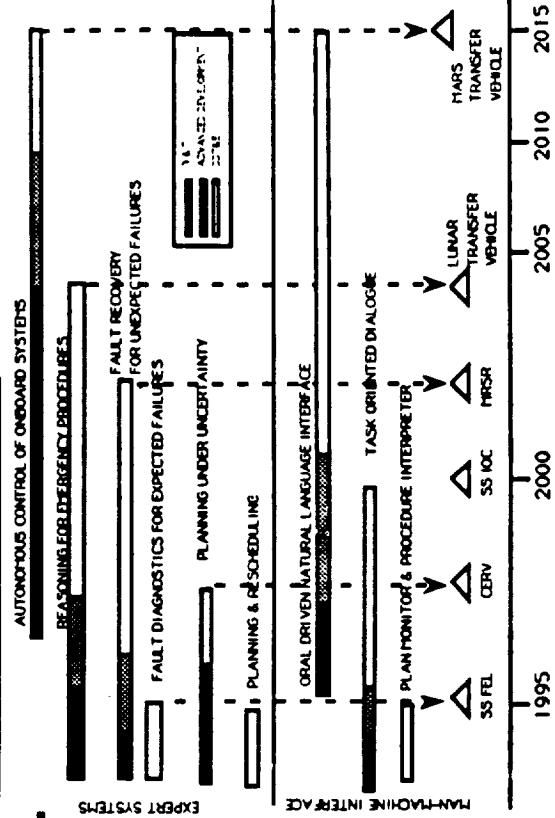 AUTONOMOUS CONTROL OF ONBOARD SYSTEMS
REASONING FOR EMERGENCY PROCEDURES
FAULT RECOVERY
FOR UNEXPECTED FAILURES
FAULT DIAGNOSTICS FOR EXPECTED FAILURES
PLANNING UNDER UNCERTAINTY
PLANNING & RESCHEDULING
EXPERT SYSTEMS
ADVANCED DEVELOPMENT
ORAL DRIVEN NATURAL LANGUAGE INTERFACE
TASK ORIENTED DIALOGUE
PLAN MONITOR & PROCEDURE INTERPRETER
MAN-MACHINE INTERFACE
SS FEL
CERV
SS IOC
MRSR
LUNAR
TRANSFER
VEHICLE
MARS
TRANSFER
VEHICLE
1995
2000
2005
2010
2015